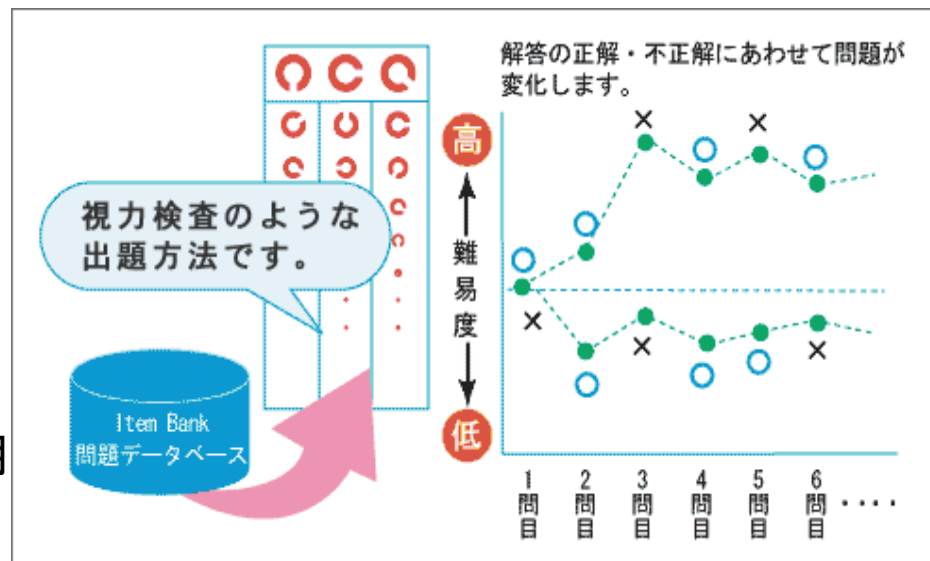 解答の正解・不正解にあわせて問題が
変化します。
視力検査のような
出題方法です。
高
難易度
低
Item Bank
問題データベース
1問目
2問目
3問目
4問目
5問目
6問目
････